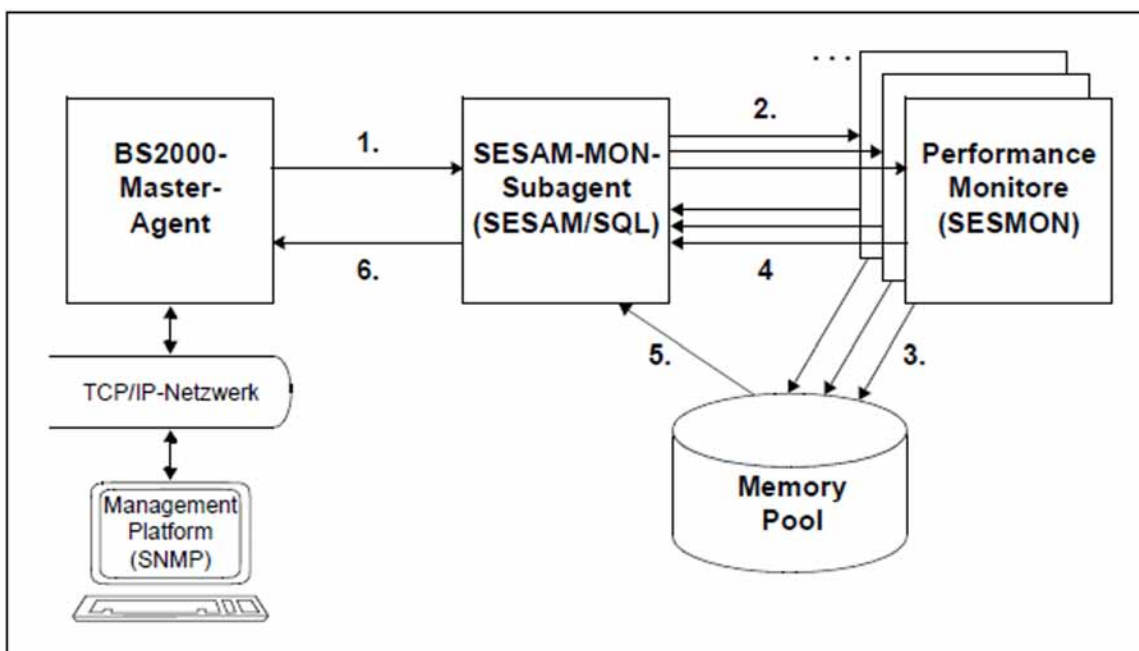 ...
BS2000-
Master-
Agent
1.
SESAM-MON-
Subagent
(SESAM/SQL)
2.
Performance
Monitore
(SESMON)
6.
4
5.
3.
TCP/IP-Netzwerk
Management
Platform
(SNMP)
Memory
Pool